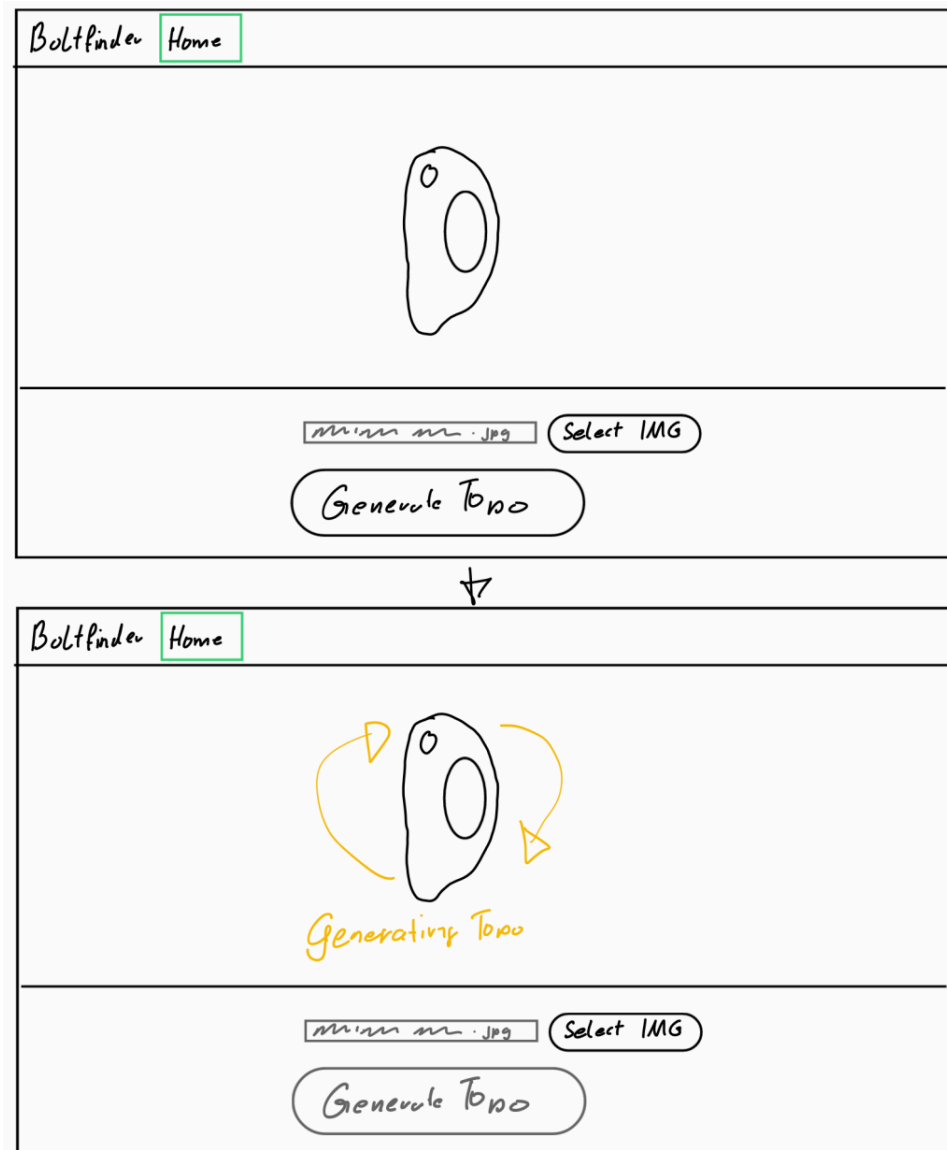 Boltfinder Home
.jpg Select IMG
Generate Topo
Boltfinder Home
Generating Topo
.jpg Select IMG
Generate Topo